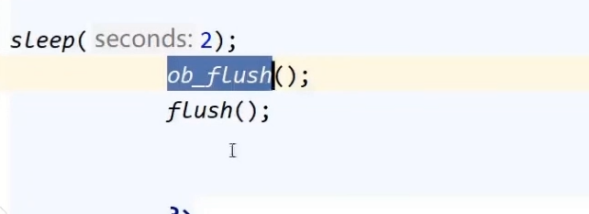 sleep( seconds: 2);
ob_flush();
flush();